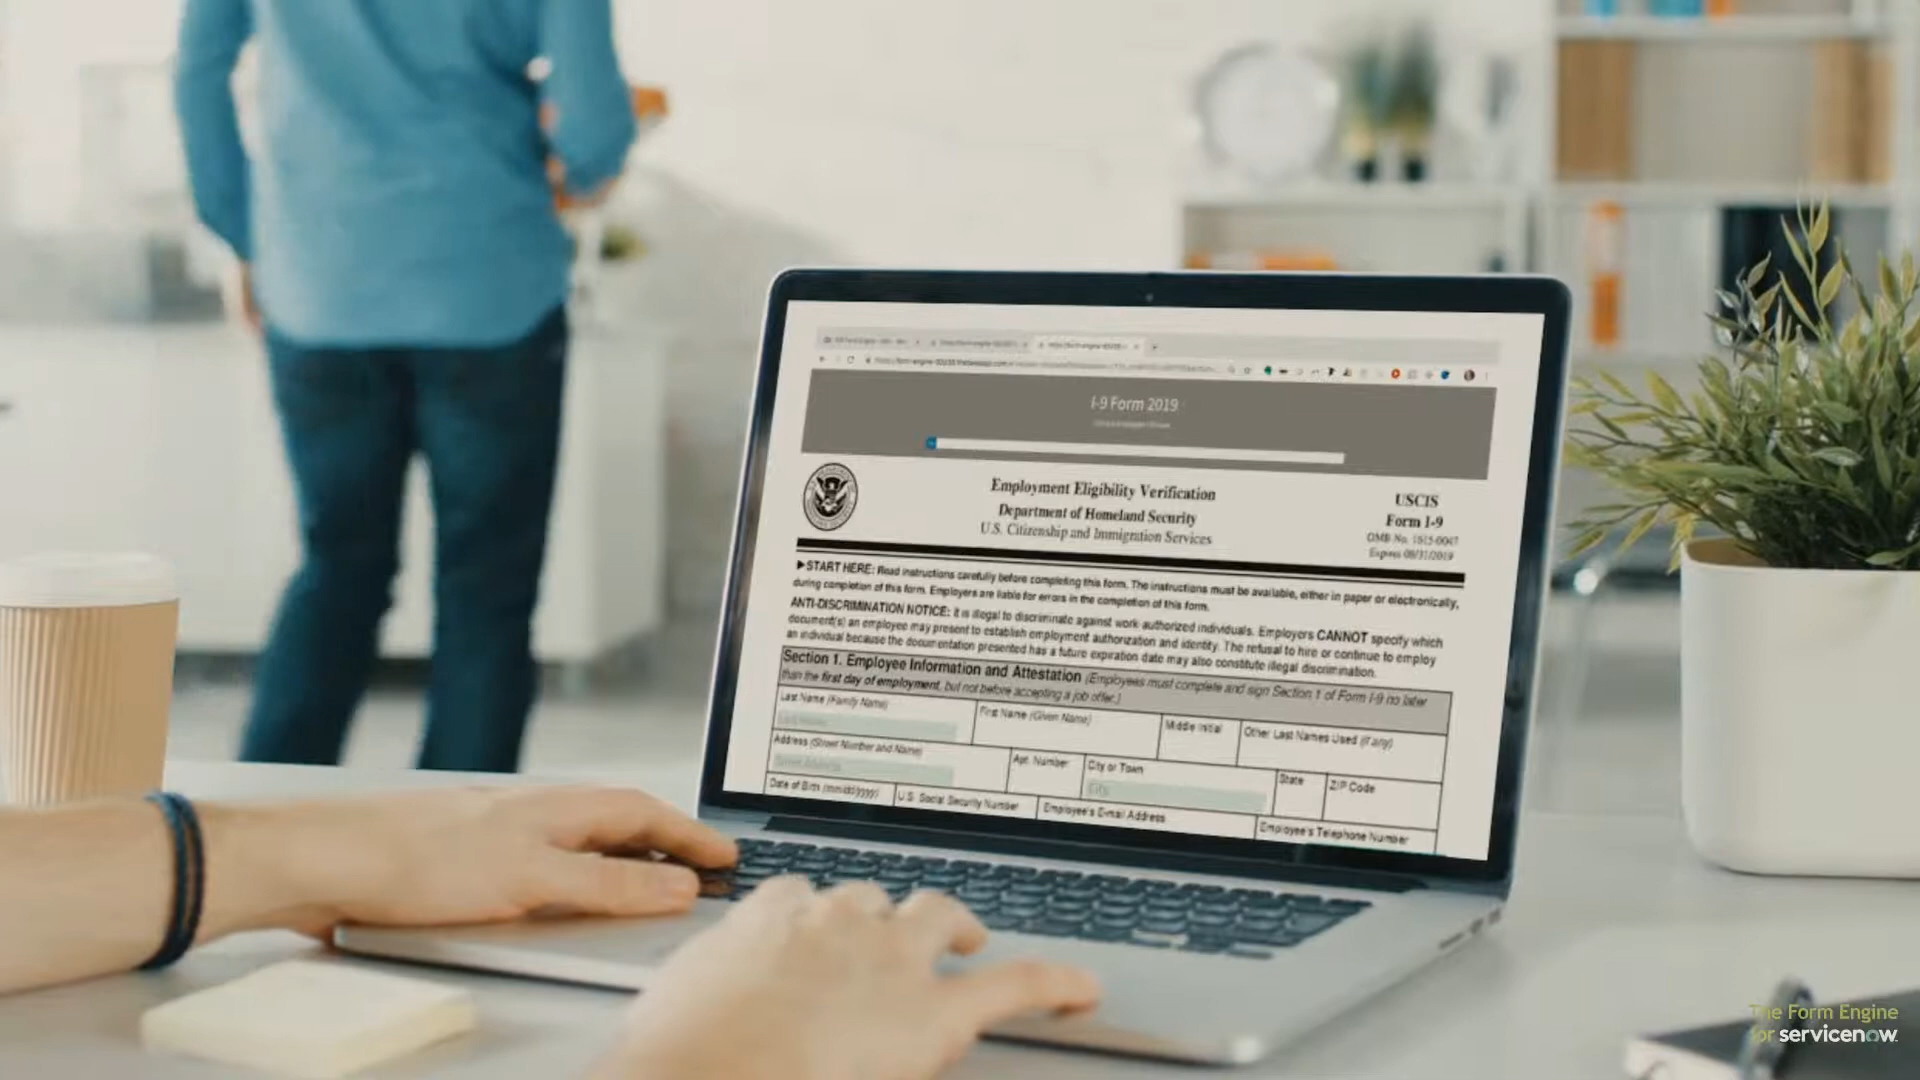 I-9 Form 2019
Employment Eligibility Verification
Department of Homeland Security
U.S. Citizenship and Immigration Services
USCIS
Form I-9
OMB No. 1615-0047
Expires 08/31/2019
▶START HERE: Read instructions carefully before completing this form. The instructions must be available, either in paper or electronically,
during completion of this form. Employers are liable for errors in the completion of this form.
ANTI-DISCRIMINATION NOTICE: It is illegal to discriminate against work-authorized individuals. Employers CANNOT specify which
document(s) an employee may present to establish employment authorization and identity. The refusal to hire or continue to employ
an individual because the documentation presented has a future expiration date may also constitute illegal discrimination.
Section 1. Employee Information and Attestation (Employees must complete and sign Section 1 of Form I-9 no later
than the first day of employment, but not before accepting a job offer.)
Last Name (Family Name)
First Name (Given Name)
Middle Initial
Other Last Names Used (if any)
Address (Street Number and Name)
Apt. Number
City or Town
City
State
ZIP Code
Date of Birth (mm/dd/yyyy)
U.S. Social Security Number
Employee's E-mail Address
Employee's Telephone Number
The Form Engine
for servicenow